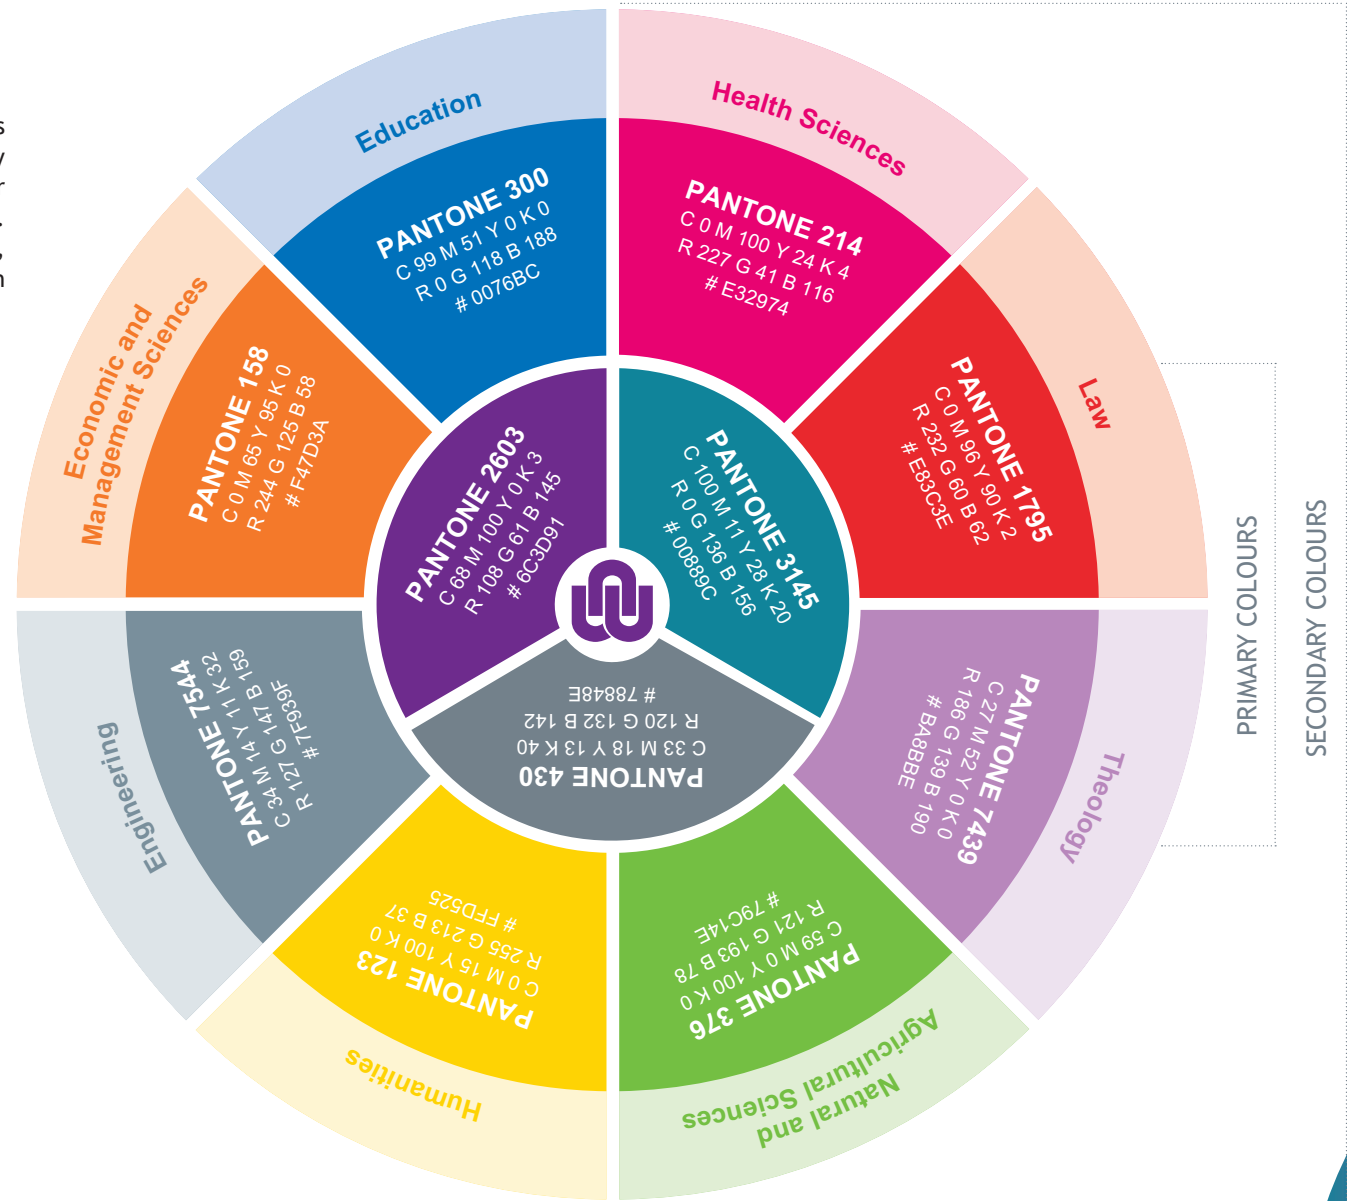 s
y
r
.
,
n
Education
PANTONE 300
C 99 M 51 Y 0 K 0
R 0 G 118 B 188
# 0076BC
Health Sciences
PANTONE 214
C 0 M 100 Y 24 K 4
R 227 G 41 B 116
# E32974
Law
PANTONE 1795
C 0 M 96 Y 90 K 2
R 232 G 60 B 62
# E83C3E
Theology
PANTONE 7439
C 27 M 52 Y 0 K 0
R 186 G 139 B 190
# BA8BBE
Natural and
Agricultural Sciences
PANTONE 376
C 59 M 0 Y 100 K 0
R 121 G 193 B 78
# 79C14E
Humanities
PANTONE 123
C 0 M 15 Y 100 K 0
R 255 G 213 B 37
# FFD525
Engineering
PANTONE 7544
C 34 M 14 Y 11 K 32
R 127 G 147 B 159
# 7F939F
Economic and
Management Sciences
PANTONE 158
C 0 M 65 Y 95 K 0
R 244 G 125 B 58
# F47D3A
PANTONE 2603
C 68 M 100 Y 0 K 3
R 108 G 61 B 145
# 6C3D91
PANTONE 3145
C 100 M 11 Y 28 K 20
R 0 G 136 B 156
# 00889C
PANTONE 430
C 33 M 18 Y 13 K 40
R 120 G 132 B 142
# 78848E
PRIMARY COLOURS
SECONDARY COLOURS